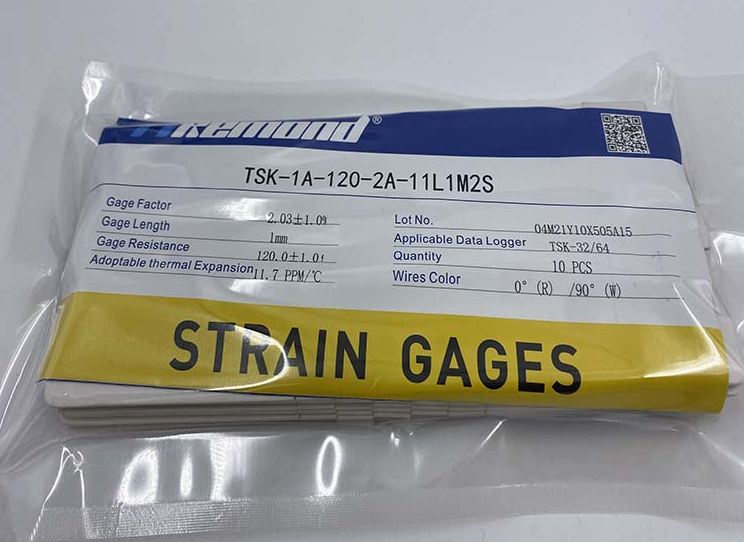 Remond®
TSK-1A-120-2A-11L1M2S
Gage Factor 2.03±1.0%
Gage Length 1mm
Gage Resistance 120.0±1.0
Adoptable thermal Expansion 11.7 PPM/℃
Lot No. 04M21Y10X505A15
Applicable Data Logger TSK-32/64
Quantity 10 PCS
Wires Color 0° (R) /90° (W)
STRAIN GAGES